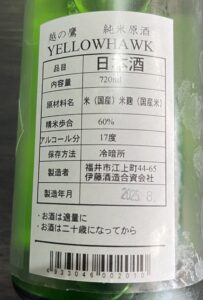 越の鷹 純米原酒
YELLOWHAWK
品目 日本酒
内容量 720ml
原材料名 米(国産)米麹(国産米)
精米歩合 60%
アルコール分 17度
保存方法 冷暗所
製造者 福井市江上町44-65
伊藤酒造合資会社
製造年月 2025.8.
・お酒は適量に
・お酒は二十歳になってから
4933046002010